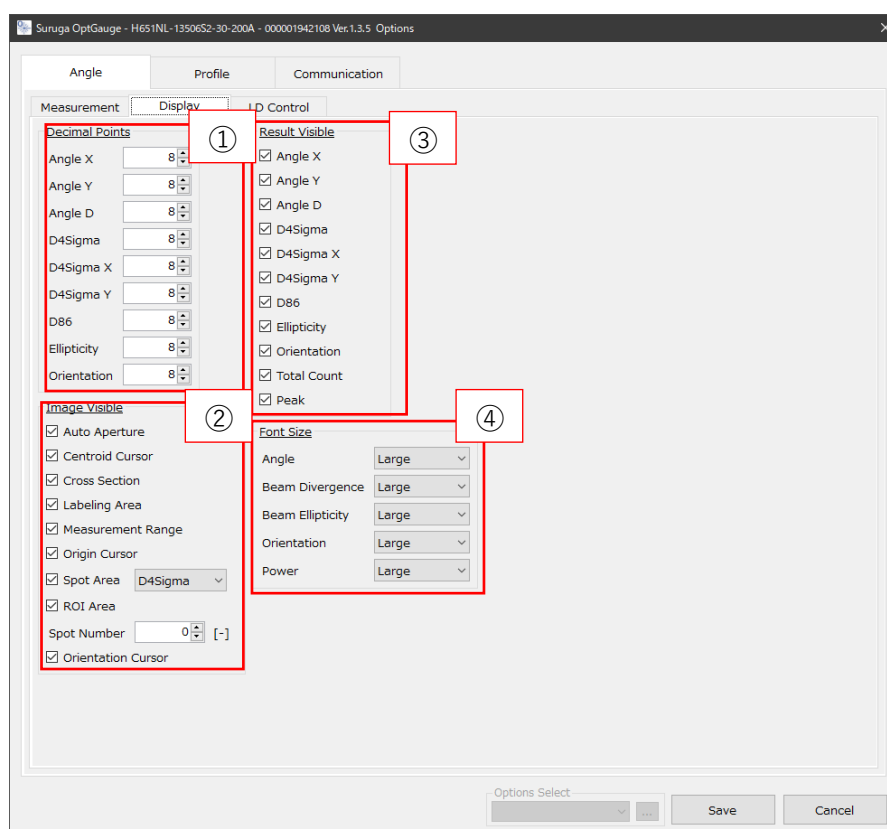 Suruga OptGauge - H651NL-13506S2-30-200A - 000001942108 Ver.1.3.5 Options
Angle
Profile
Communication
Measurement
Display
LD Control
Decimal Points
①
Angle X 8
Angle Y 8
Angle D 8
D4Sigma 8
D4Sigma X 8
D4Sigma Y 8
D86 8
Ellipticity 8
Orientation 8
Image Visible
②
Auto Aperture
Centroid Cursor
Cross Section
Labeling Area
Measurement Range
Origin Cursor
Spot Area D4Sigma
ROI Area
Spot Number 0 [-]
Orientation Cursor
Result Visible
③
Angle X
Angle Y
Angle D
D4Sigma
D4Sigma X
D4Sigma Y
D86
Ellipticity
Orientation
Total Count
Peak
Font Size
④
Angle Large
Beam Divergence Large
Beam Ellipticity Large
Orientation Large
Power Large
Options Select
...
Save
Cancel